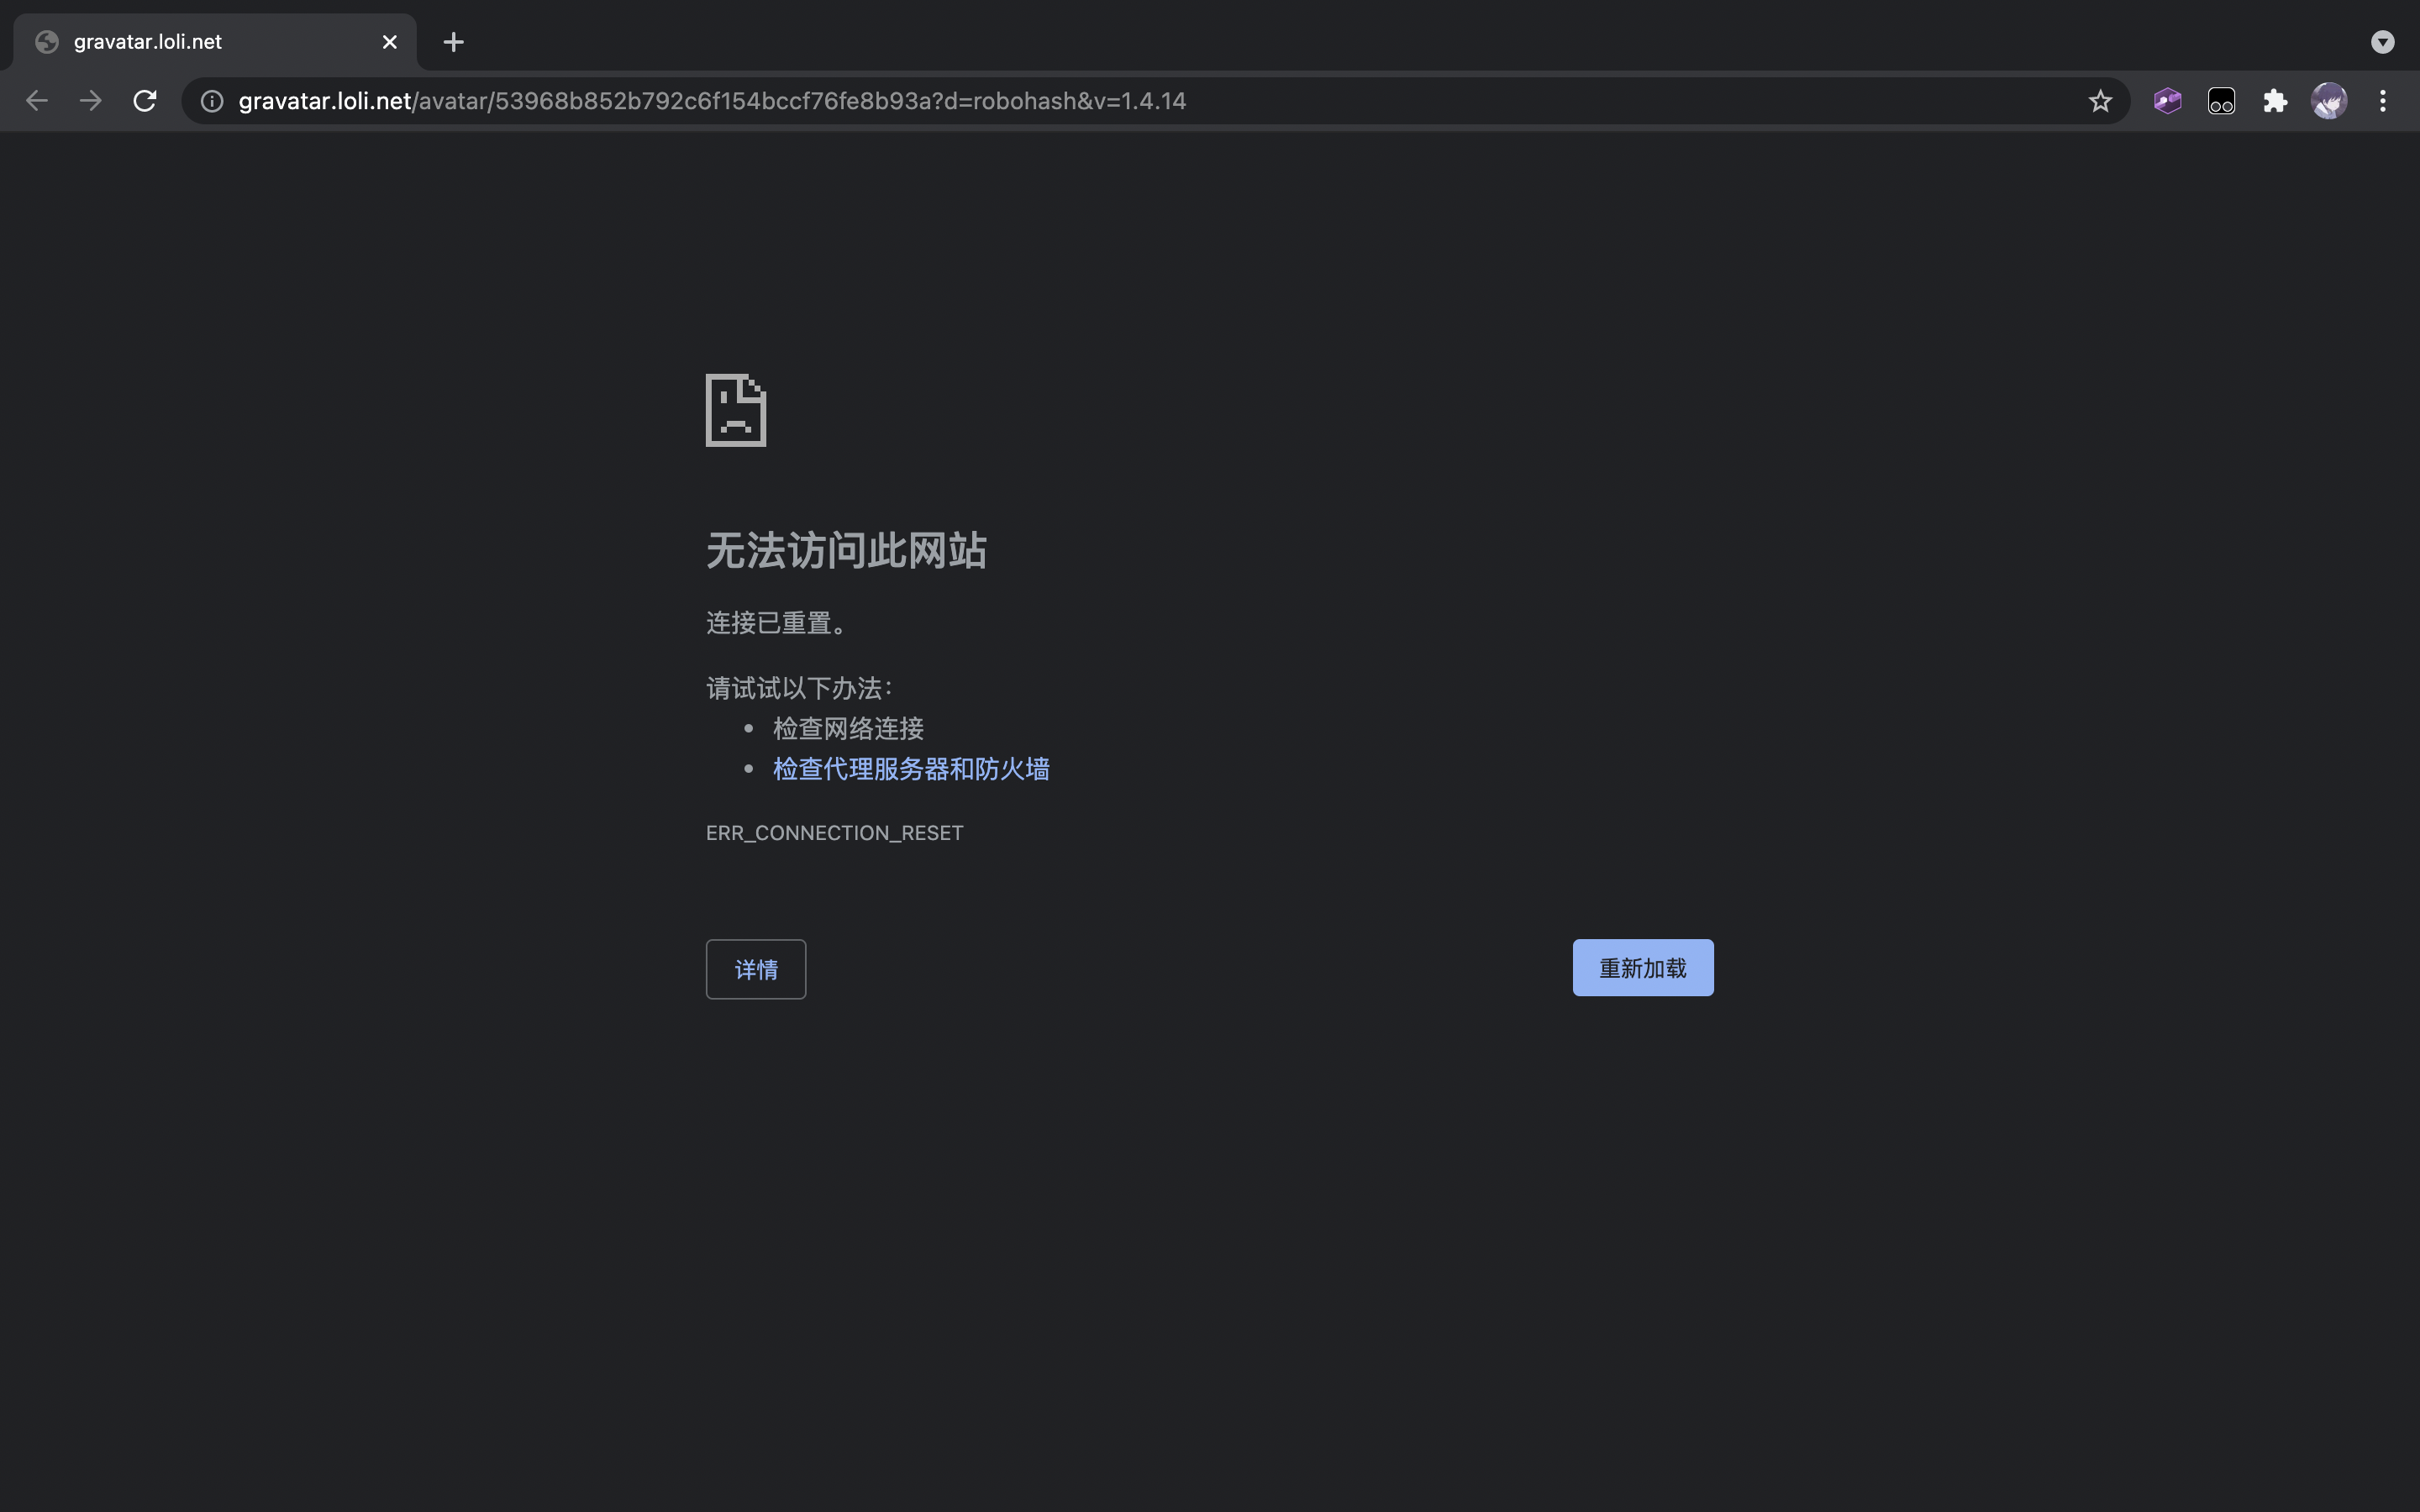 gravatar.loli.net
gravatar.loli.net/avatar/53968b852b792c6f154bccf76fe8b93a?d=robohash&v=1.4.14
无法访问此网站
连接已重置。
请试试以下办法：
检查网络连接
检查代理服务器和防火墙
ERR_CONNECTION_RESET
详情
重新加载